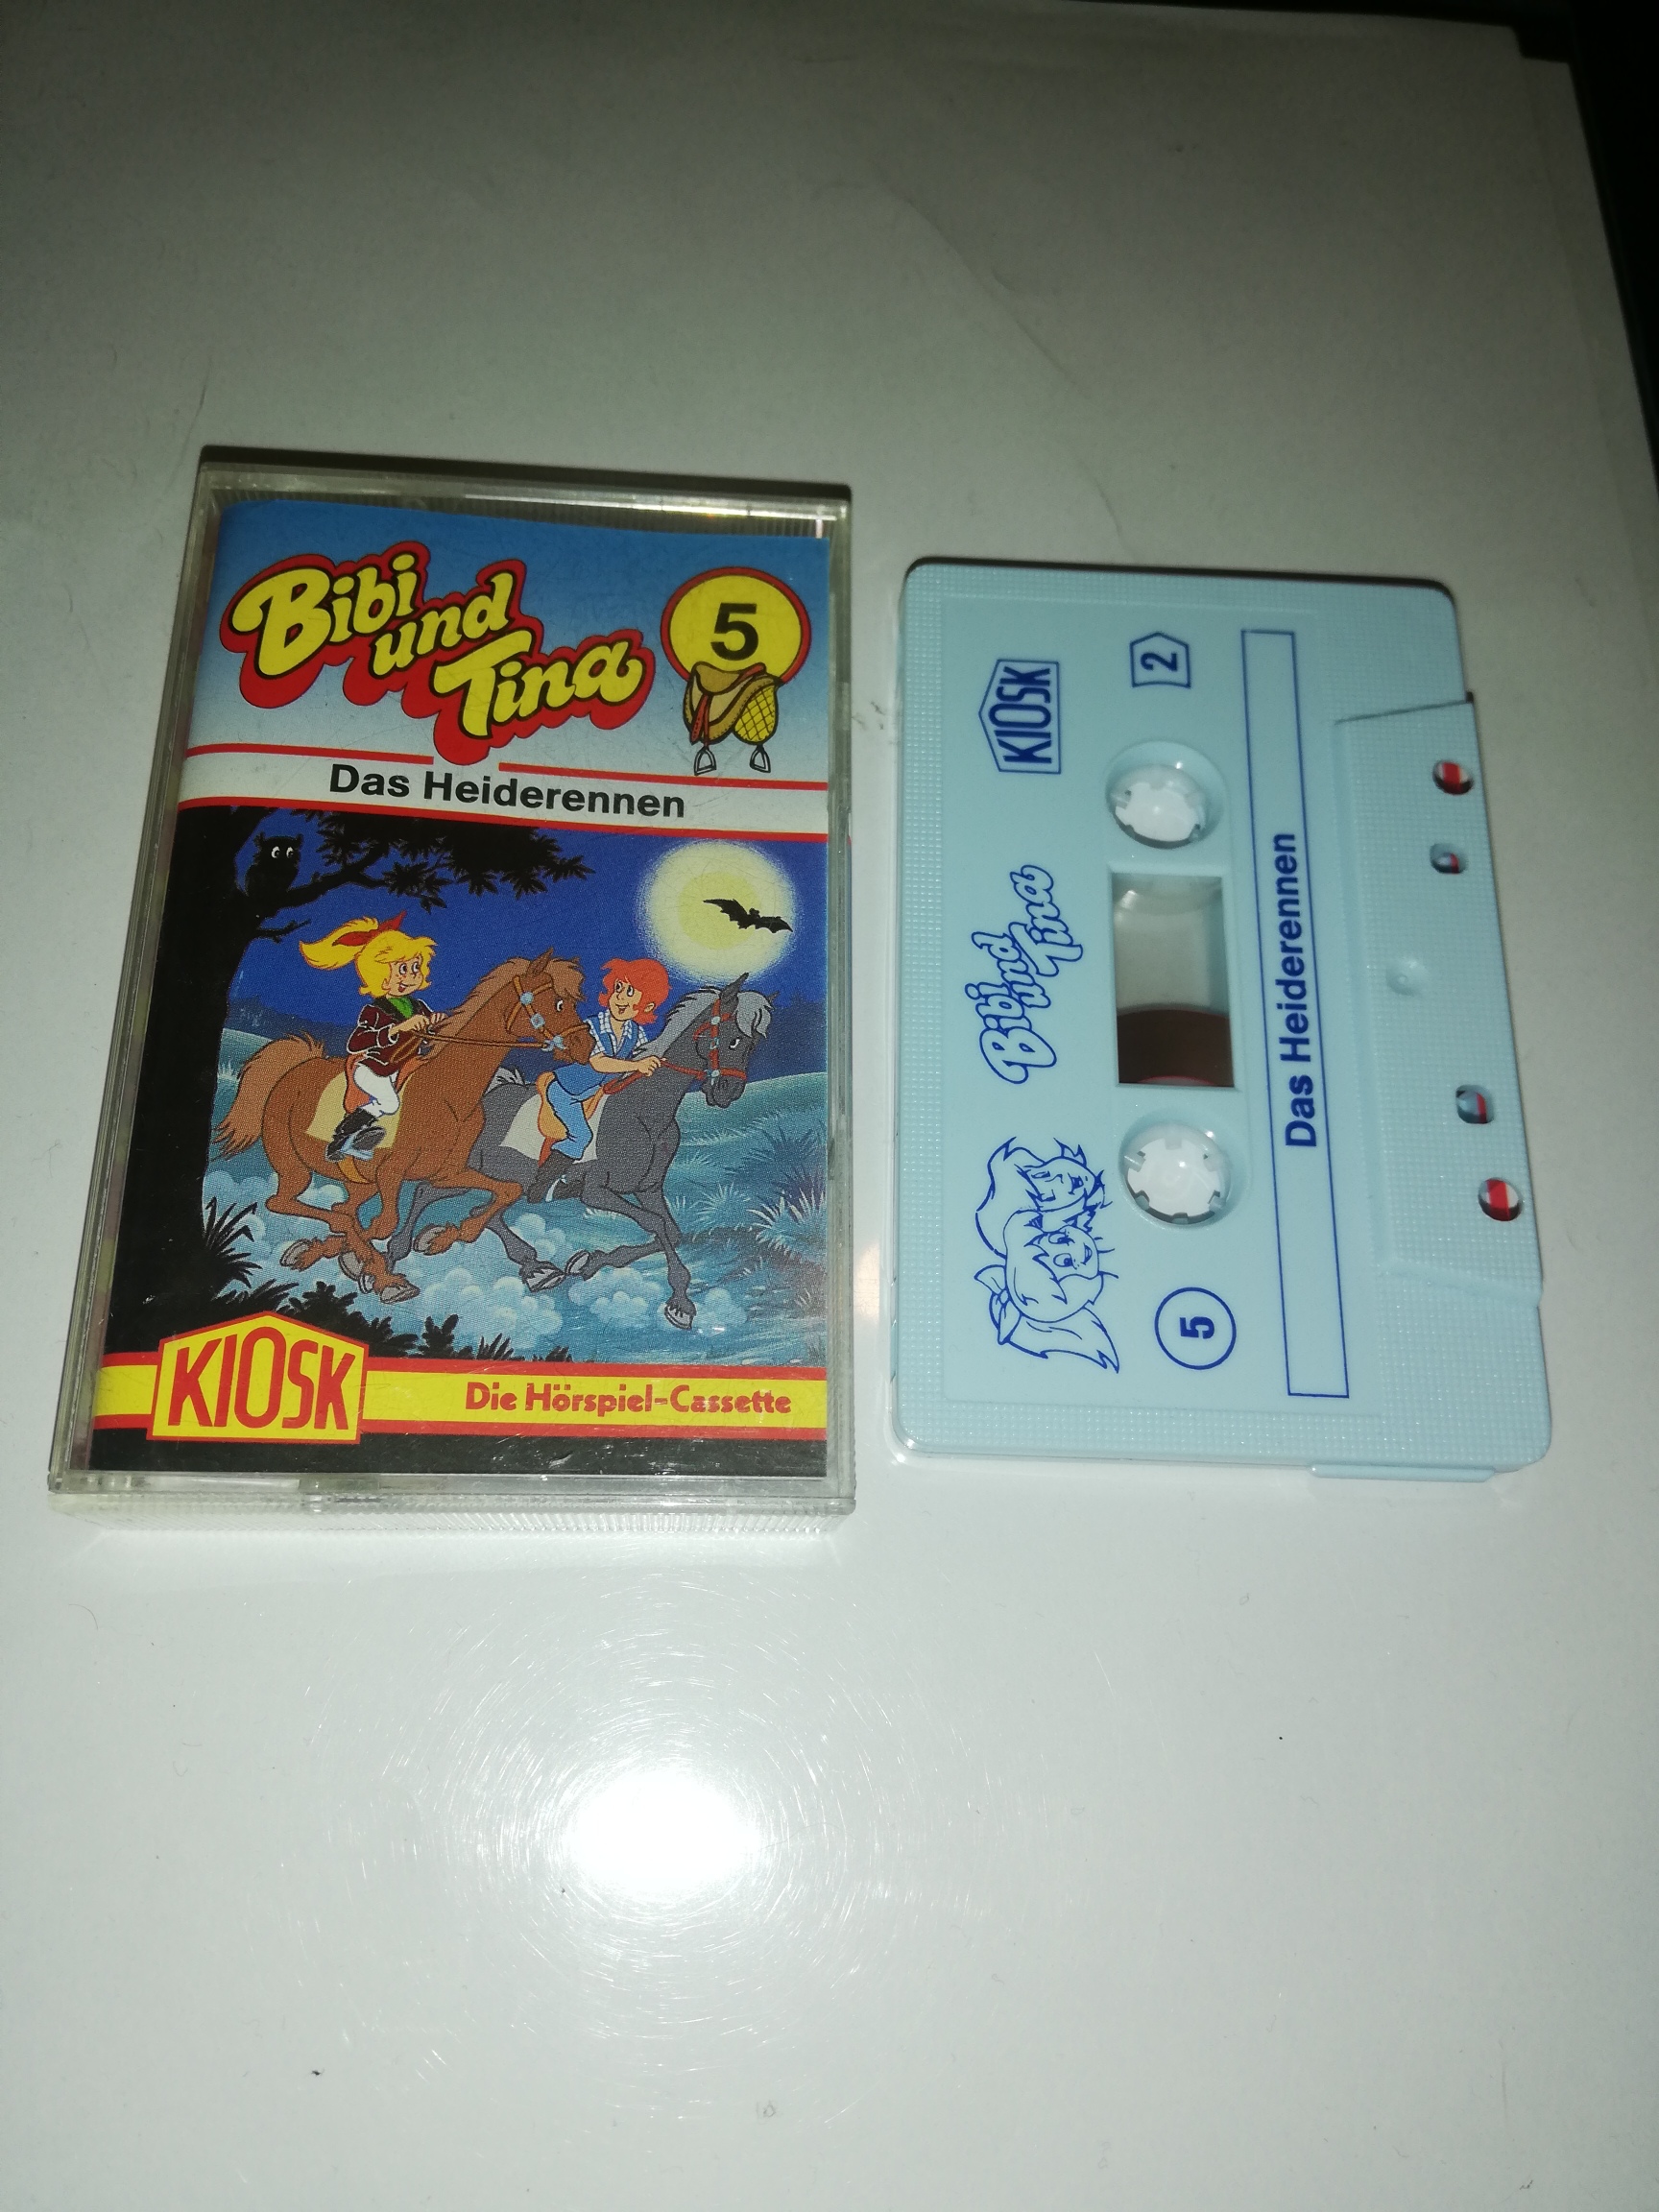 Bibi
und
Tina
5
Das Heiderennen
KIOSK
Die Hörspiel-Cassette
KIOSK
2
Bibi
und
Tina
5
Das Heiderennen